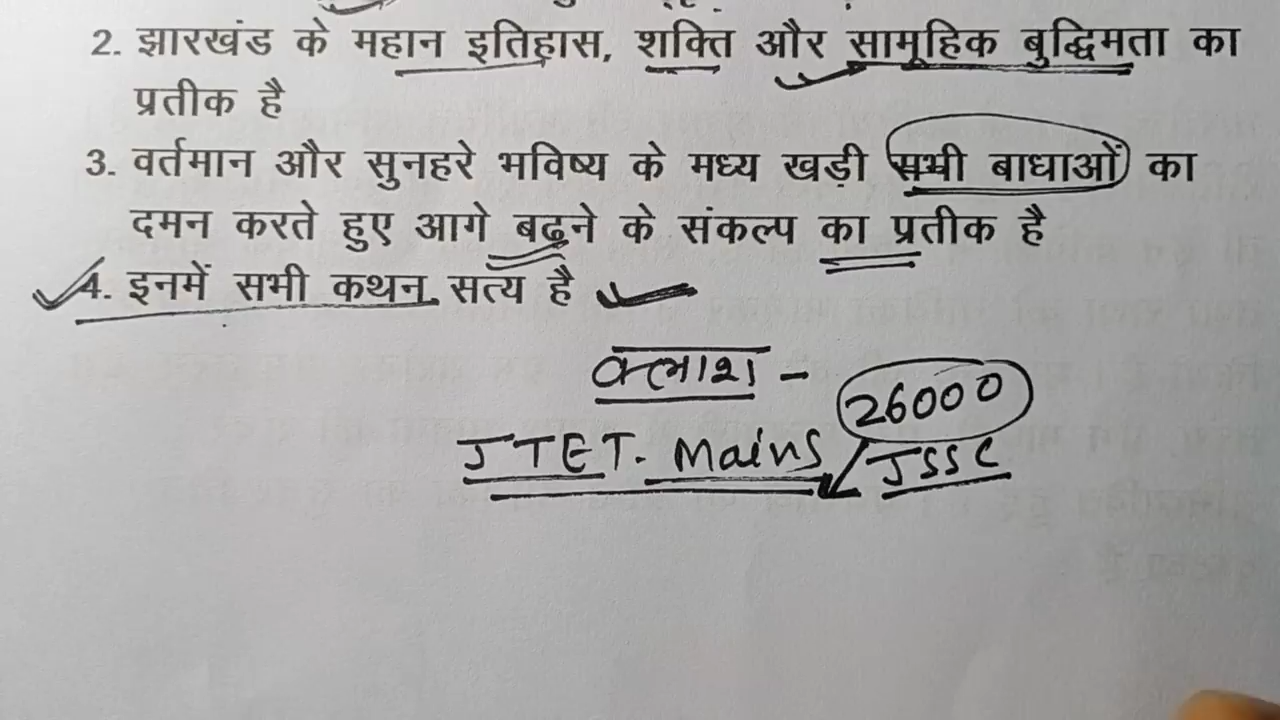 2. झारखंड के महान इतिहास, शक्ति और सामूहिक बुद्धिमता का
प्रतीक है
3. वर्तमान और सुनहरे भविष्य के मध्य खड़ी सभी बाधाओं का
दमन करते हुए आगे बढ़ने के संकल्प का प्रतीक है
4. इनमें सभी कथन सत्य है
क्लाश - 26000
JTET. Mains JSSC